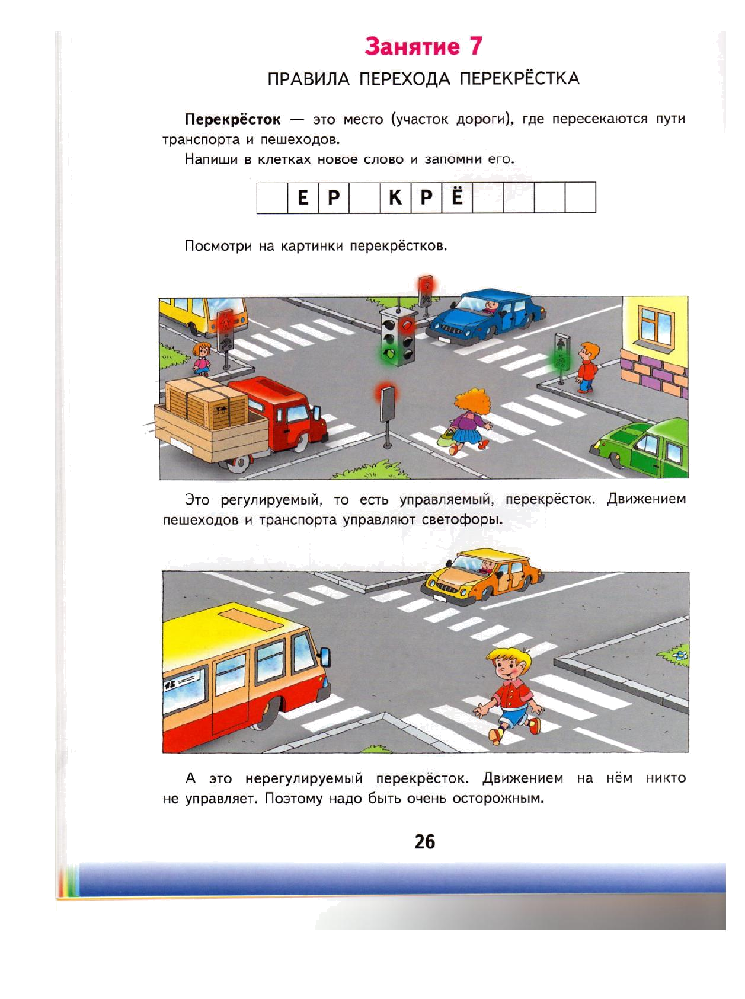 Занятие 7
ПРАВИЛА ПЕРЕХОДА ПЕРЕКРЁСТКА
Перекрёсток — это место (участок дороги), где пересекаются пути
транспорта и пешеходов.
Напиши в клетках новое слово и запомни его.
Е Р К Р Ё
Посмотри на картинки перекрёстков.
Это регулируемый, то есть управляемый, перекрёсток. Движением
пешеходов и транспорта управляют светофоры.
15
А это нерегулируемый перекрёсток. Движением на нём никто
не управляет. Поэтому надо быть очень осторожным.
26